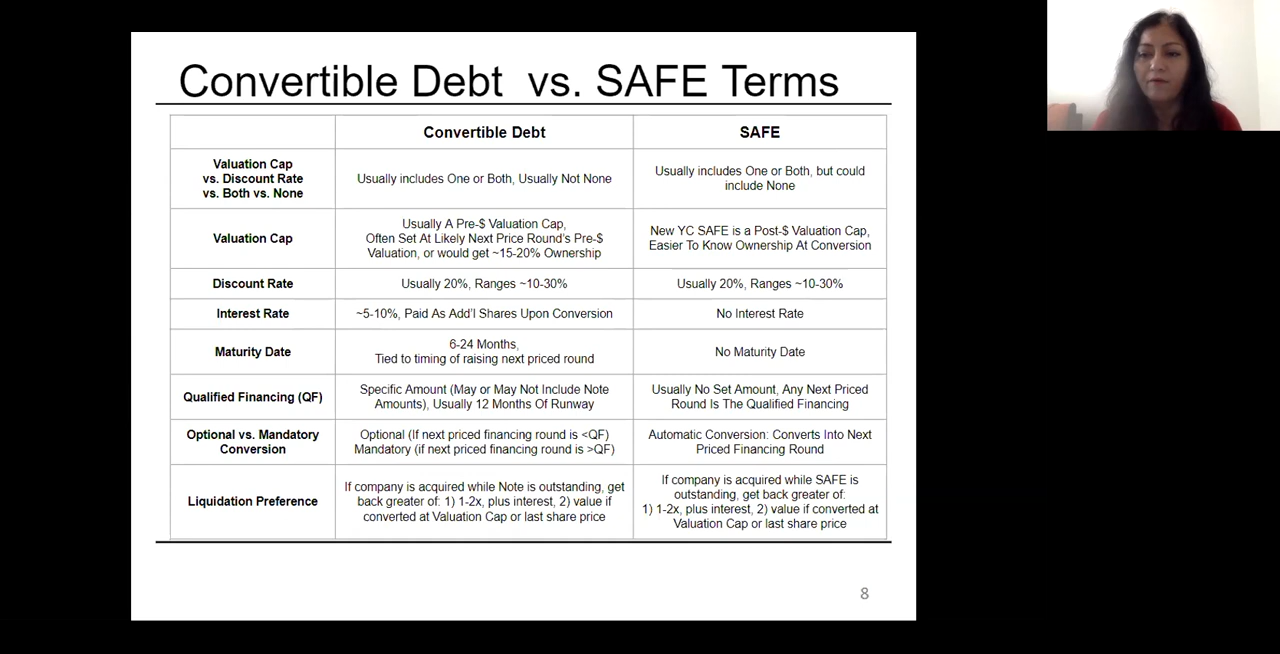 Convertible Debt vs. SAFE Terms
Convertible Debt
SAFE
Valuation Cap
vs. Discount Rate
vs. Both vs. None
Usually includes One or Both, Usually Not None
Usually includes One or Both, but could
include None
Valuation Cap
Usually A Pre-$ Valuation Cap,
Often Set At Likely Next Price Round's Pre-$
Valuation, or would get ~15-20% Ownership
New YC SAFE is a Post-$ Valuation Cap,
Easier To Know Ownership At Conversion
Discount Rate
Usually 20%, Ranges ~10-30%
Usually 20%, Ranges ~10-30%
Interest Rate
~5-10%, Paid As Add'l Shares Upon Conversion
No Interest Rate
Maturity Date
6-24 Months,
Tied to timing of raising next priced round
No Maturity Date
Qualified Financing (QF)
Specific Amount (May or May Not Include Note
Amounts), Usually 12 Months Of Runway
Usually No Set Amount, Any Next Priced
Round Is The Qualified Financing
Optional vs. Mandatory
Conversion
Optional (If next priced financing round is <QF)
Mandatory (if next priced financing round is >QF)
Automatic Conversion: Converts Into Next
Priced Financing Round
Liquidation Preference
If company is acquired while Note is outstanding, get
back greater of: 1) 1-2x, plus interest, 2) value if
converted at Valuation Cap or last share price
If company is acquired while SAFE is
outstanding, get back greater of:
1) 1-2x, plus interest, 2) value if converted at
Valuation Cap or last share price
8